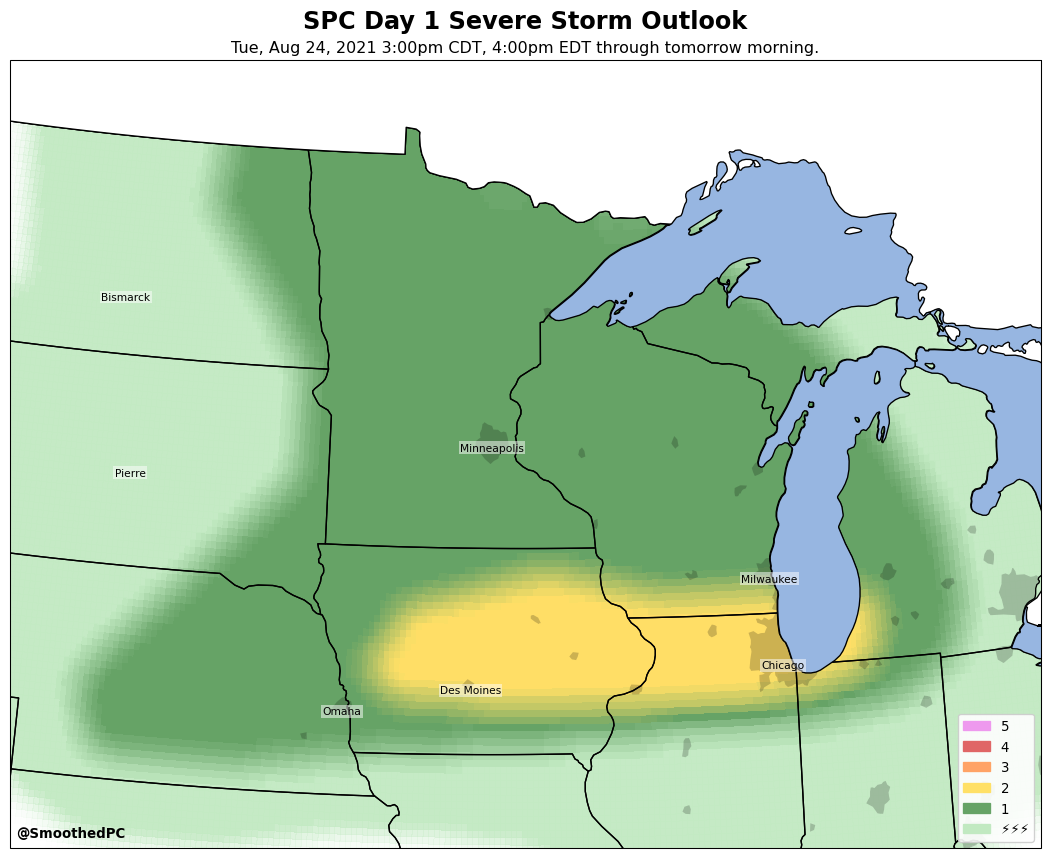 SPC Day 1 Severe Storm Outlook
Tue, Aug 24, 2021 3:00pm CDT, 4:00pm EDT through tomorrow morning.
Bismarck
Minneapolis
Pierre
Milwaukee
Chicago
Des Moines
Omaha
5
4
3
2
1
⚡⚡⚡
@SmoothedPC